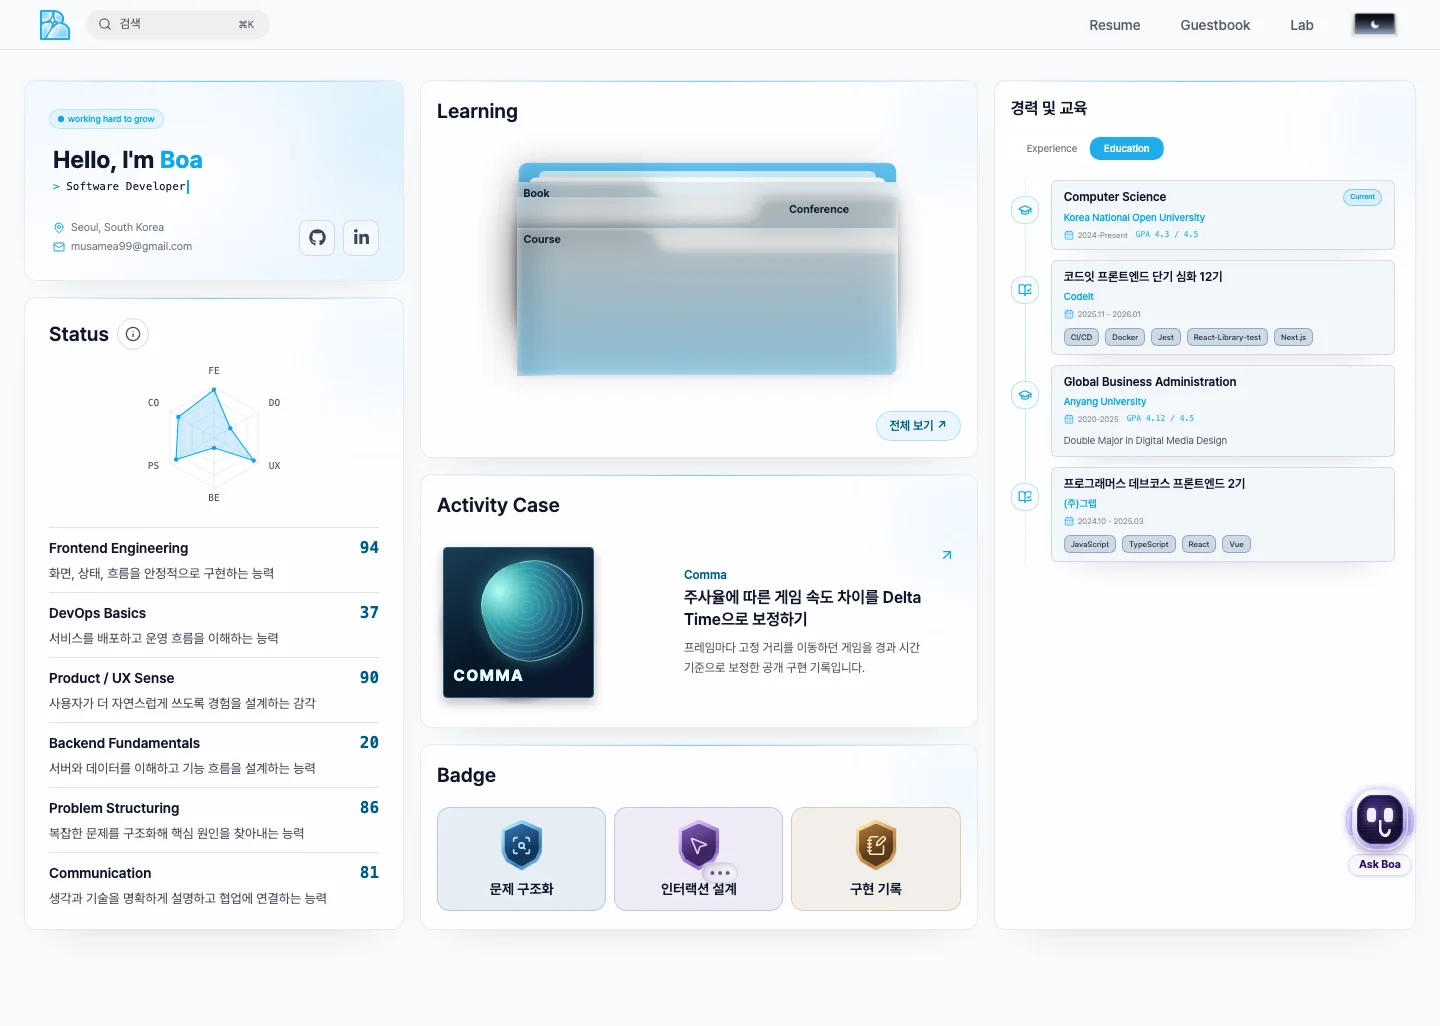 검색
⌘K
Resume
Guestbook
Lab
working hard to grow
Hello, I'm Boa
> Software Developer
Seoul, South Korea
musamea99@gmail.com
Status
FE
DO
UX
BE
PS
CO
Frontend Engineering
94
화면, 상태, 흐름을 안정적으로 구현하는 능력
DevOps Basics
37
서비스를 배포하고 운영 흐름을 이해하는 능력
Product / UX Sense
90
사용자가 더 자연스럽게 쓰도록 경험을 설계하는 감각
Backend Fundamentals
20
서버와 데이터를 이해하고 기능 흐름을 설계하는 능력
Problem Structuring
86
복잡한 문제를 구조화해 핵심 원인을 찾아내는 능력
Communication
81
생각과 기술을 명확하게 설명하고 협업에 연결하는 능력
Learning
Book
Conference
Course
전체 보기
Activity Case
COMMA
Comma
주사율에 따른 게임 속도 차이를 Delta
Time으로 보정하기
프레임마다 고정 거리를 이동하던 게임을 경과 시간
기준으로 보정한 공개 구현 기록입니다.
Badge
문제 구조화
인터랙션 설계
구현 기록
경력 및 교육
Experience
Education
Computer Science
Current
Korea National Open University
2024-Present GPA 4.3 / 4.5
코드잇 프론트엔드 단기 심화 12기
Codeit
2025.11 - 2026.01
CI/CD
Docker
Jest
React-Library-test
Next.js
Global Business Administration
Anyang University
2020-2025 GPA 4.12 / 4.5
Double Major in Digital Media Design
프로그래머스 데브코스 프론트엔드 2기
(주)그렙
2024.10 - 2025.03
JavaScript
TypeScript
React
Vue
Ask Boa